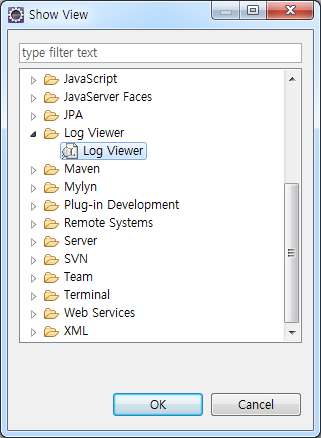 Show View
type filter text
JavaScript
JavaServer Faces
JPA
Log Viewer
Log Viewer
Maven
Mylyn
Plug-in Development
Remote Systems
Server
SVN
Team
Terminal
Web Services
XML
OK
Cancel